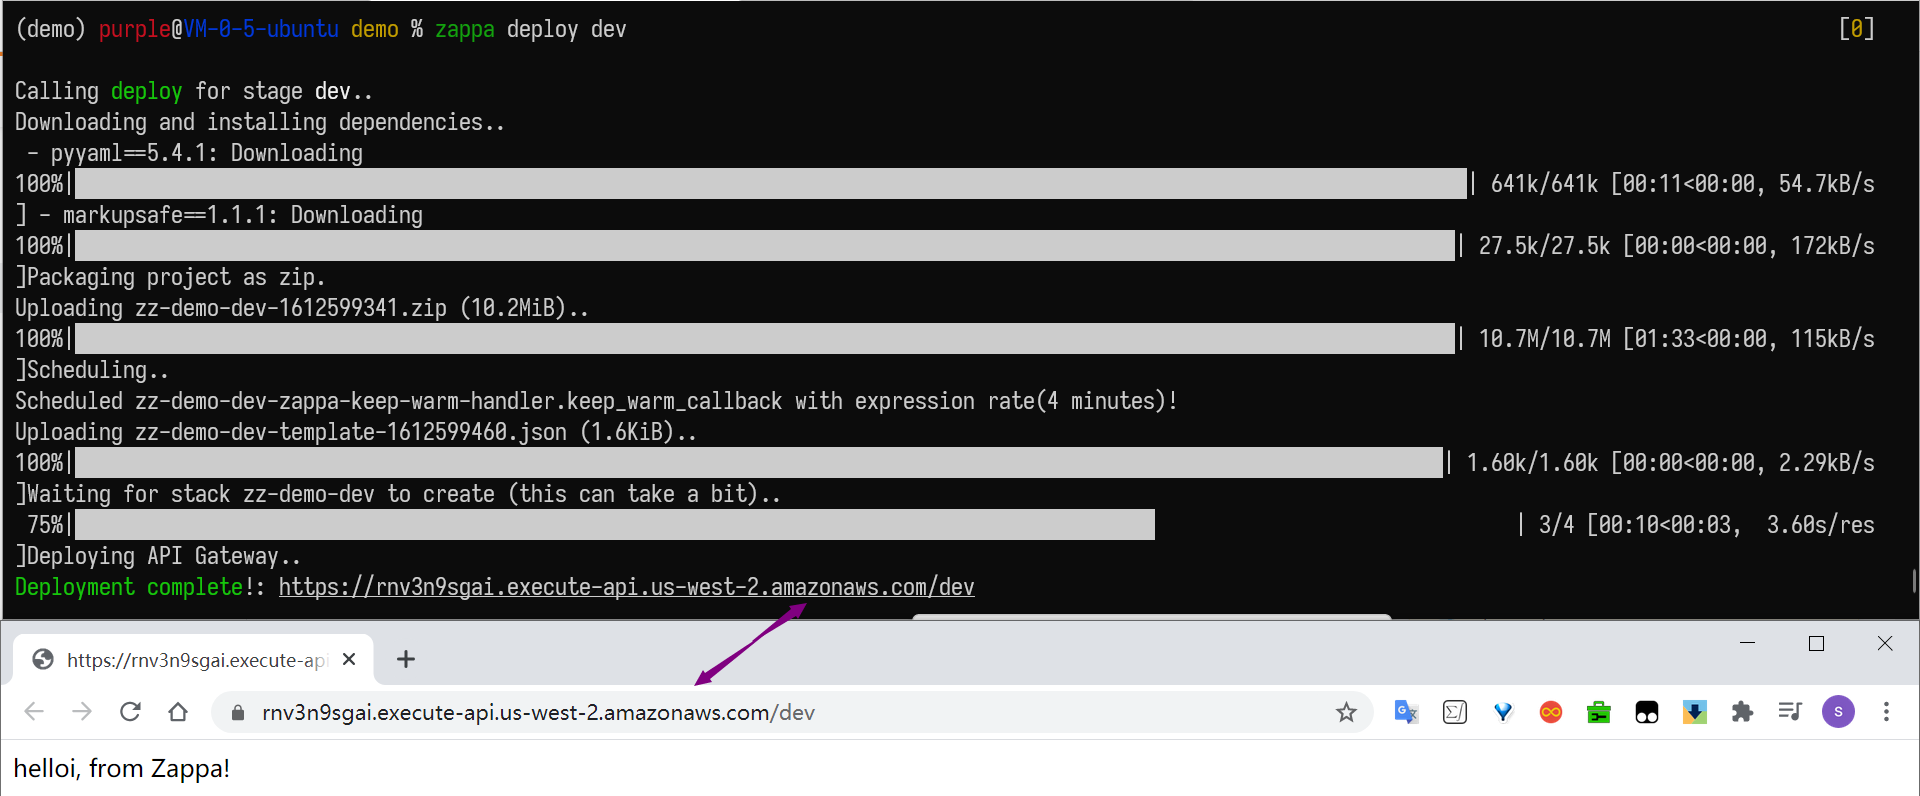 (demo) purple@VM-0-5-ubuntu demo % zappa deploy dev [0]
Calling deploy for stage dev..
Downloading and installing dependencies..
- pyyaml==5.4.1: Downloading
100%| | 641k/641k [00:11<00:00, 54.7kB/s
] - markupsafe==1.1.1: Downloading
100%| | 27.5k/27.5k [00:00<00:00, 172kB/s
]Packaging project as zip.
Uploading zz-demo-dev-1612599341.zip (10.2MiB)..
100%| | 10.7M/10.7M [01:33<00:00, 115kB/s
]Scheduling..
Scheduled zz-demo-dev-zappa-keep-warm-handler.keep_warm_callback with expression rate(4 minutes)!
Uploading zz-demo-dev-template-1612599460.json (1.6KiB)..
100%| | 1.60k/1.60k [00:00<00:00, 2.29kB/s
]Waiting for stack zz-demo-dev to create (this can take a bit)..
75%| | 3/4 [00:10<00:03, 3.60s/res
]Deploying API Gateway..
Deployment complete!: https://rnv3n9sgai.execute-api.us-west-2.amazonaws.com/dev
https://rnv3n9sgai.execute-api
rnv3n9sgai.execute-api.us-west-2.amazonaws.com/dev
S
helloi, from Zappa!